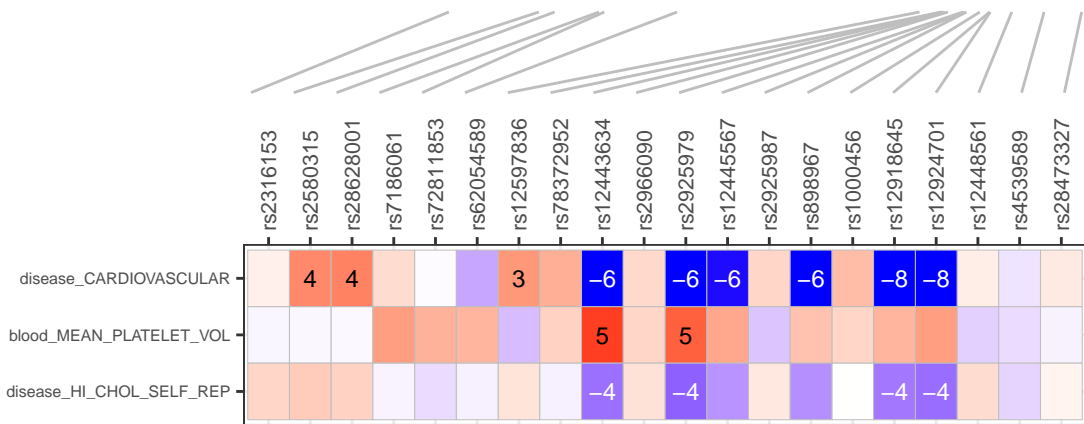 rs2316153
rs2580315
rs28628001
rs7186061
rs72811853
rs62054589
rs12597836
rs78372952
rs12443634
rs2966090
rs2925979
rs12445567
rs2925987
rs898967
rs1000456
rs12918645
rs12924701
rs12448561
rs4539589
rs28473327
disease_CARDIOVASCULAR 4 4 3 −6 −6 −6 −6 −8 −8
blood_MEAN_PLATELET_VOL 5 5
disease_HI_CHOL_SELF_REP −4 −4 −4 −4